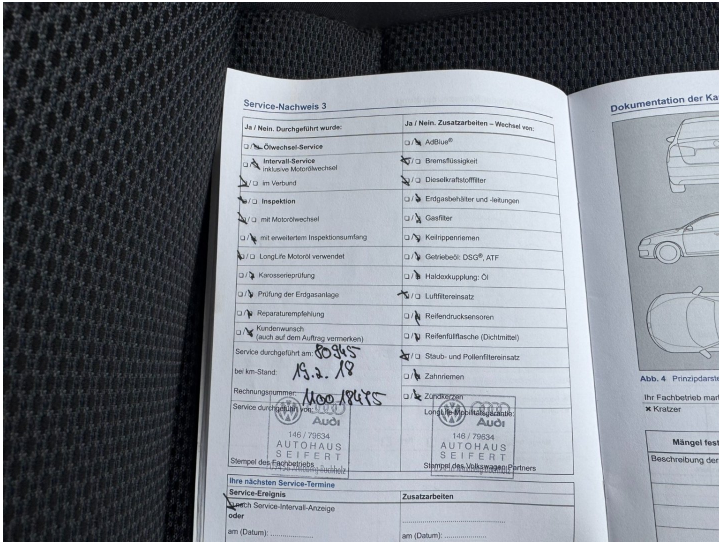 Service-Nachweis 3
Ja / Nein. Durchgeführt wurde:
Ölwechsel-Service
Intervall-Service
inklusive Motorölwechsel
im Verbund
Inspektion
mit Motorölwechsel
mit erweitertem Inspektionsumfang
LongLife Motoröl verwendet
Karosserieprüfung
Prüfung der Erdgasanlage
Reparaturempfehlung
Kundenwunsch
(auch auf dem Auftrag vermerken)
Service durchgeführt am: 80945
bei km-Stand: 19.2.18
Rechnungsnummer: 110018475
Service durchgeführt von:
Audi
146 / 79634
AUTOHAUS
SEIFERT
Stempel des Fachbetriebs
Ja / Nein. Zusatzarbeiten – Wechsel von:
AdBlue®
Bremsflüssigkeit
Dieselkraftstofffilter
Erdgasbehälter und -leitungen
Gasfilter
Keilrippenriemen
Getriebeöl: DSG®, ATF
Haldexkupplung: Öl
Luftfiltereinsatz
Reifendrucksensoren
Reifenfüllflasche (Dichtmittel)
Staub- und Pollenfiltereinsatz
Zahnriemen
Zündkerzen
LongLife-Mobilitätsgarantie:
Audi
146 / 79634
AUTOHAUS
SEIFERT
Stempel des Volkswagen Partners
Ihre nächsten Service-Termine
Service-Ereignis
Zusatzarbeiten
nach Service-Intervall-Anzeige
oder
am (Datum):
am (Datum):
Dokumentation der Ka
Abb. 4 Prinzipdarste
Ihr Fachbetrieb mark
× Kratzer
Mängel fest
Beschreibung der